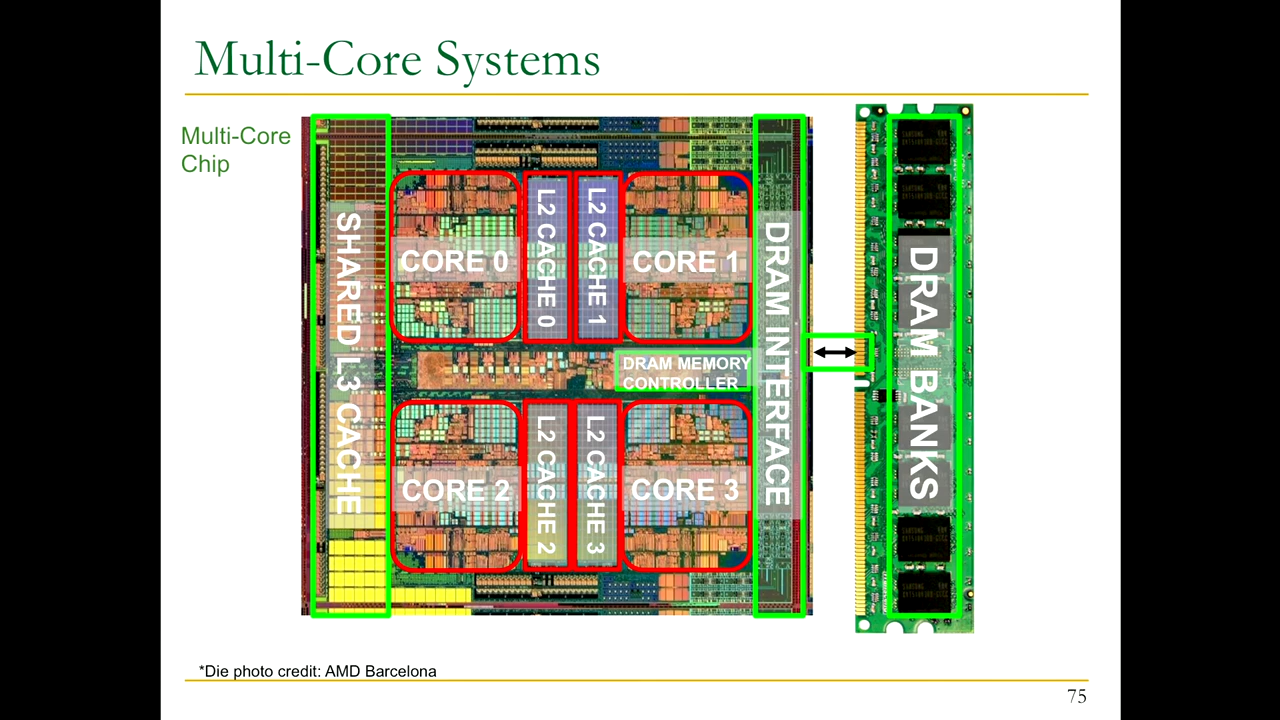 Multi-Core Systems
Multi-Core
Chip
SHARED L3 CACHE
CORE 0
L2 CACHE 0
L2 CACHE 1
CORE 1
DRAM MEMORY
CONTROLLER
CORE 2
L2 CACHE 2
L2 CACHE 3
CORE 3
DRAM INTERFACE
DRAM BANKS
*Die photo credit: AMD Barcelona
75